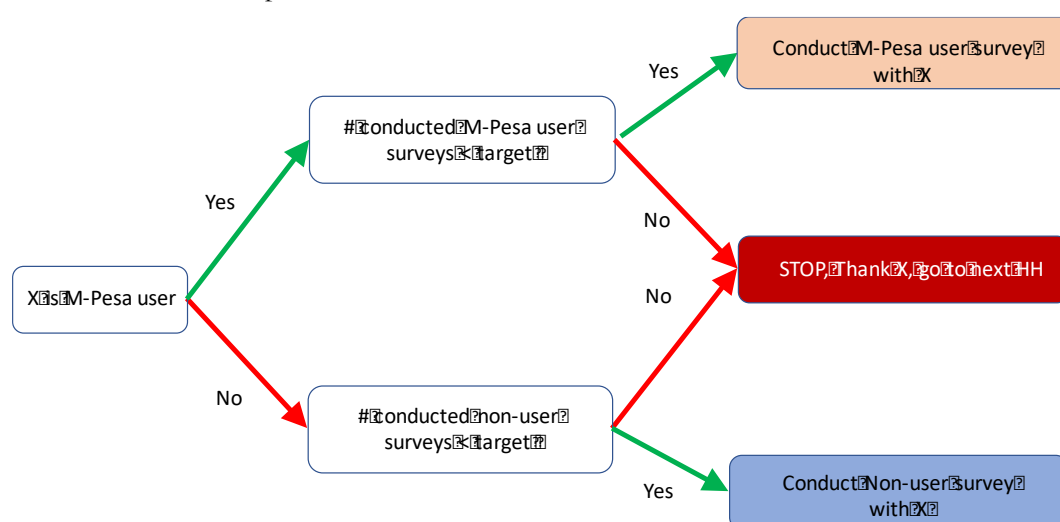 Conduct M-Pesa user survey
with X
Yes
# conducted M-Pesa user
surveys < target ?
Yes
No
X is M-Pesa user
STOP, Thank X, go to next HH
No
No
# conducted non-user
surveys < target ?
Yes
Conduct Non-user survey
with X